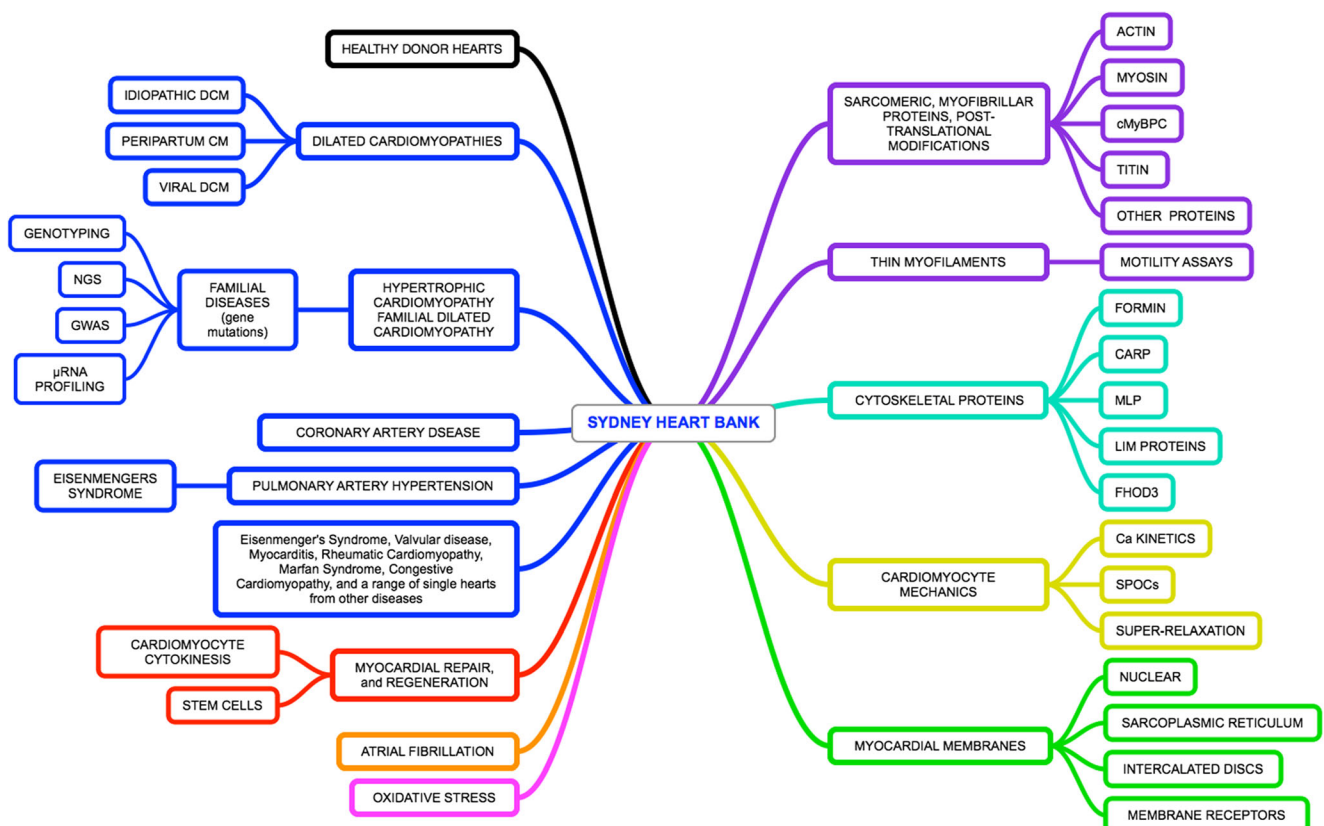 HEALTHY DONOR HEARTS
IDIOPATHIC DCM
PERIPARTUM CM
VIRAL DCM
DILATED CARDIOMYOPATHIES
GENOTYPING
NGS
GWAS
µRNA
PROFILING
FAMILIAL
DISEASES
(gene
mutations)
HYPERTROPHIC
CARDIOMYOPATHY
FAMILIAL DILATED
CARDIOMYOPATHY
CORONARY ARTERY DSEASE
EISENMENGERS
SYNDROME
PULMONARY ARTERY HYPERTENSION
Eisenmenger's Syndrome, Valvular disease,
Myocarditis, Rheumatic Cardiomyopathy,
Marfan Syndrome, Congestive
Cardiomyopathy, and a range of single hearts
from other diseases
CARDIOMYOCYTE
CYTOKINESIS
STEM CELLS
MYOCARDIAL REPAIR,
and REGENERATION
ATRIAL FIBRILLATION
OXIDATIVE STRESS
SYDNEY HEART BANK
SARCOMERIC, MYOFIBRILLAR
PROTEINS, POST-
TRANSLATIONAL
MODIFICATIONS
ACTIN
MYOSIN
cMyBPC
TITIN
OTHER PROTEINS
THIN MYOFILAMENTS
MOTILITY ASSAYS
CYTOSKELETAL PROTEINS
FORMIN
CARP
MLP
LIM PROTEINS
FHOD3
CARDIOMYOCYTE
MECHANICS
Ca KINETICS
SPOCs
SUPER-RELAXATION
MYOCARDIAL MEMBRANES
NUCLEAR
SARCOPLASMIC RETICULUM
INTERCALATED DISCS
MEMBRANE RECEPTORS